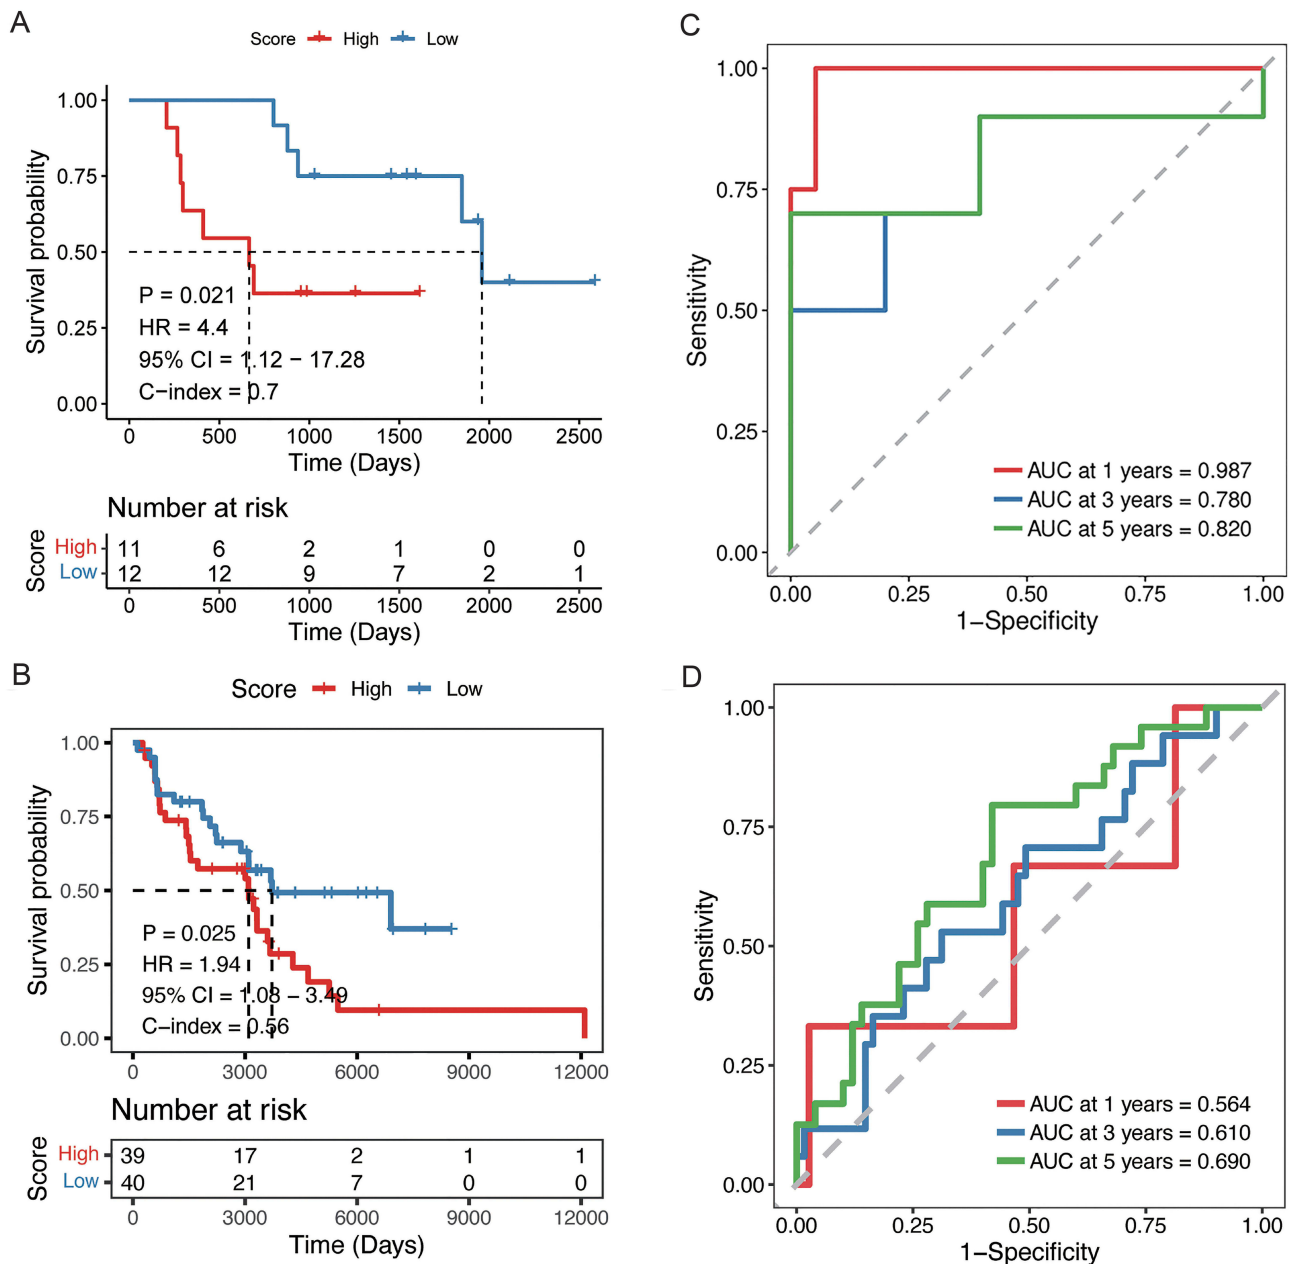 A
Score High Low
Survival probability
1.00
0.75
0.50
0.25
0.00
P = 0.021
HR = 4.4
95% CI = 1.12 − 17.28
C−index = 0.7
0 500 1000 1500 2000 2500
Time (Days)
Number at risk
Score
High 11 6 2 1 0 0
Low 12 12 9 7 2 1
0 500 1000 1500 2000 2500
Time (Days)
C
Sensitivity
1.00
0.75
0.50
0.25
0.00
AUC at 1 years = 0.987
AUC at 3 years = 0.780
AUC at 5 years = 0.820
0.00 0.25 0.50 0.75 1.00
1−Specificity
B
Score High Low
Survival probability
1.00
0.75
0.50
0.25
0.00
P = 0.025
HR = 1.94
95% CI = 1.08 − 3.49
C−index = 0.56
0 3000 6000 9000 12000
Number at risk
Score
High 39 17 2 1 1
Low 40 21 7 0 0
0 3000 6000 9000 12000
Time (Days)
D
Sensitivity
1.00
0.75
0.50
0.25
0.00
AUC at 1 years = 0.564
AUC at 3 years = 0.610
AUC at 5 years = 0.690
0.00 0.25 0.50 0.75 1.00
1−Specificity